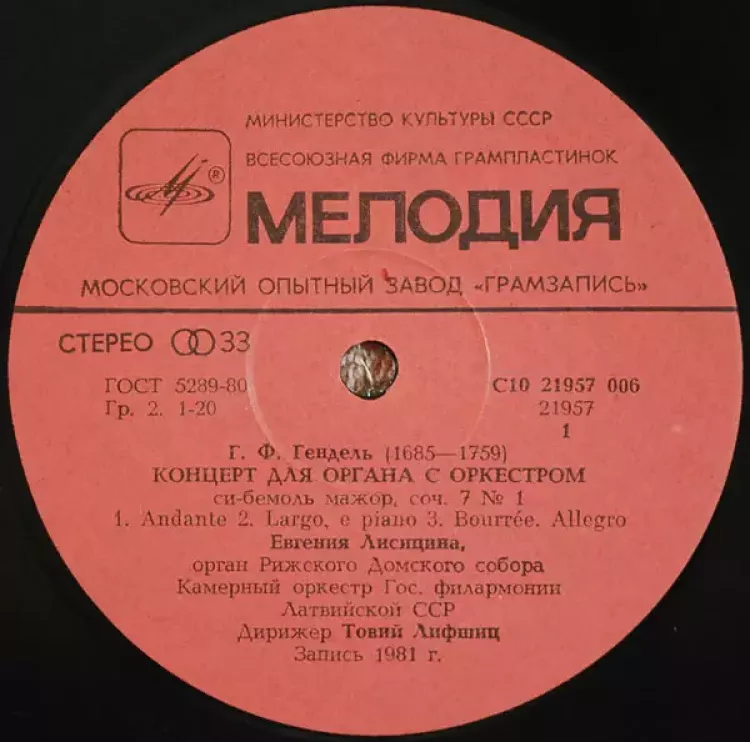 МИНИСТЕРСТВО КУЛЬТУРЫ СССР
ВСЕСОЮЗНАЯ ФИРМА ГРАМПЛАСТИНОК
®
МЕЛОДИЯ
МОСКОВСКИЙ ОПЫТНЫЙ ЗАВОД «ГРАМЗАПИСЬ»
СТЕРЕО 33
ГОСТ 5289-80 С10 21957 006
Гр. 2. 1-20 21957
1
Г. Ф. Гендель (1685—1759)
КОНЦЕРТ ДЛЯ ОРГАНА С ОРКЕСТРОМ
си-бемоль мажор, соч. 7 № 1
1. Andante 2. Largo, e piano 3. Bourrée. Allegro
Евгения Лисицина,
орган Рижского Домского собора
Камерный оркестр Гос. филармонии
Латвийской ССР
Дирижер Товий Лифшиц
Запись 1981 г.